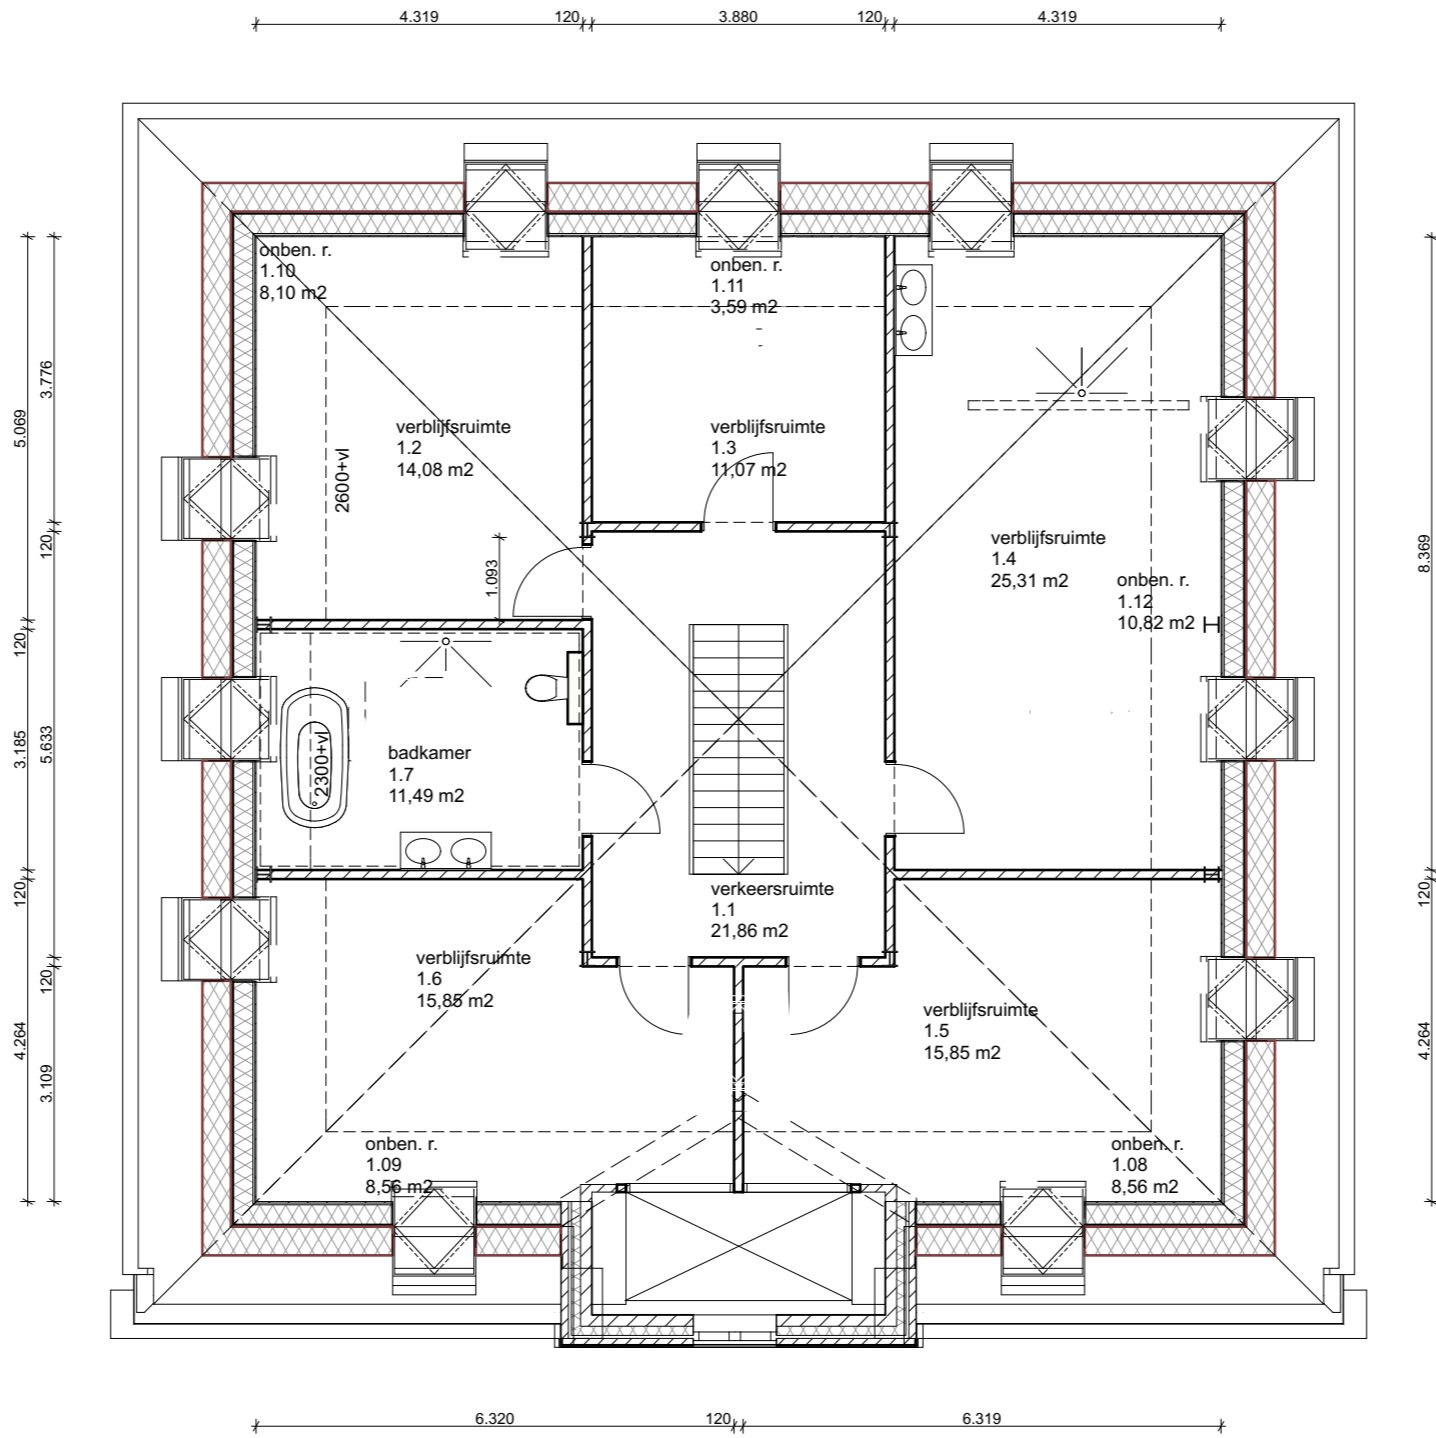 4.319 120 3.880 120 4.319
onben. r.
1.10
8,10 m2
onben. r.
1.11
3,59 m2
verblijfsruimte
1.2
14,08 m2
2600+vl
verblijfsruimte
1.3
11,07 m2
verblijfsruimte
1.4
25,31 m2
onben. r.
1.12
10,82 m2
1.093
badkamer
1.7
11,49 m2
2300+vl
verkeersruimte
1.1
21,86 m2
verblijfsruimte
1.6
15,85 m2
verblijfsruimte
1.5
15,85 m2
onben. r.
1.09
8,56 m2
onben. r.
1.08
8,56 m2
5.069
120
3.185
120
4.264
3.776
120
5.633
120
3.109
8.369
120
4.264
6.320 120 6.319